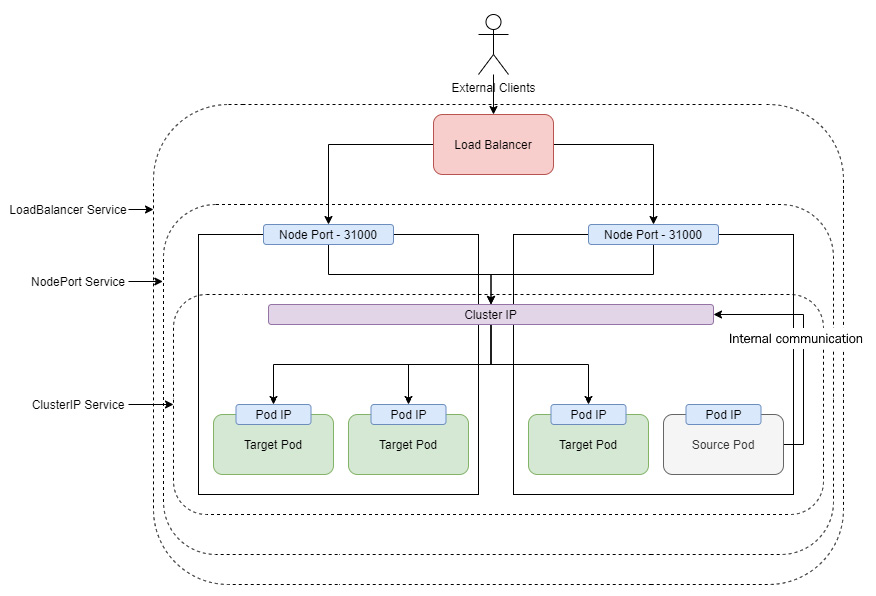 External Clients
Load Balancer
LoadBalancer Service
Node Port - 31000
Node Port - 31000
NodePort Service
Cluster IP
Internal communication
ClusterIP Service
Pod IP
Pod IP
Pod IP
Pod IP
Target Pod
Target Pod
Target Pod
Source Pod